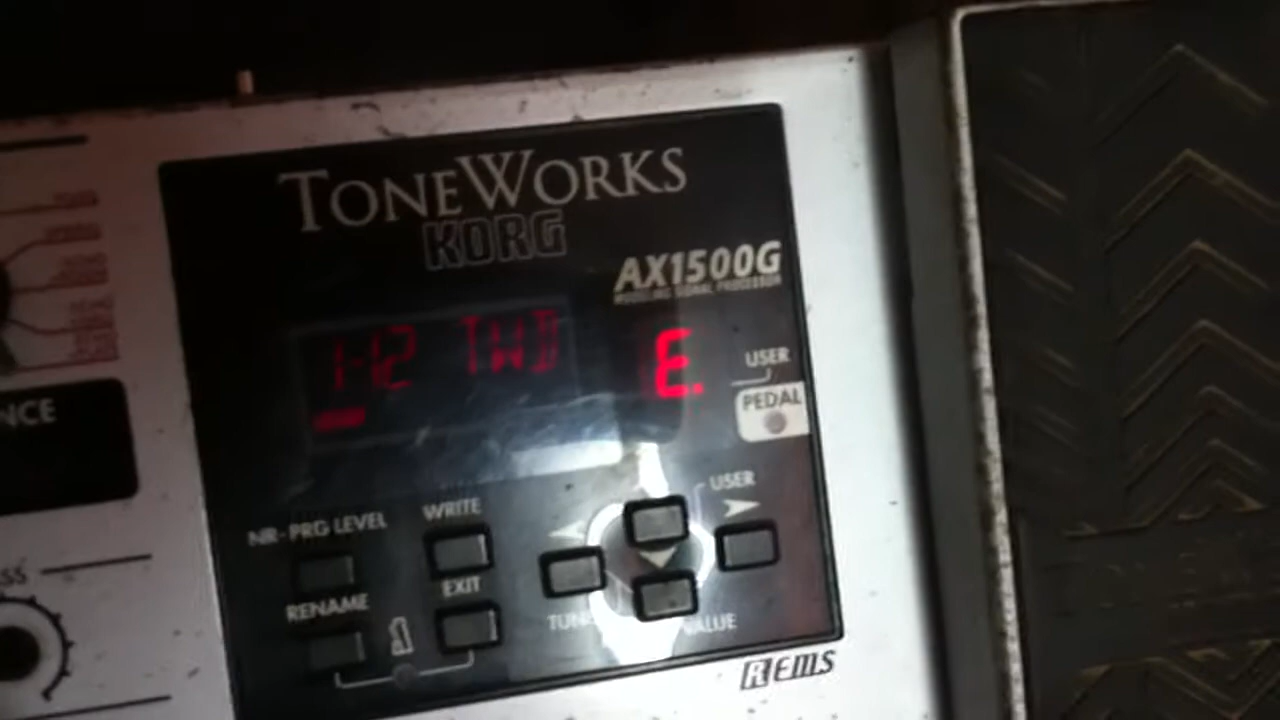 TONEWORKS
KORG
AX1500G
MODELING SIGNAL PROCESSOR
1-12 TWD
E.
USER
PEDAL
NCE
NR-PRG LEVEL
WRITE
USER
EXIT
RENAME
TUNE
VALUE
SS
REMS